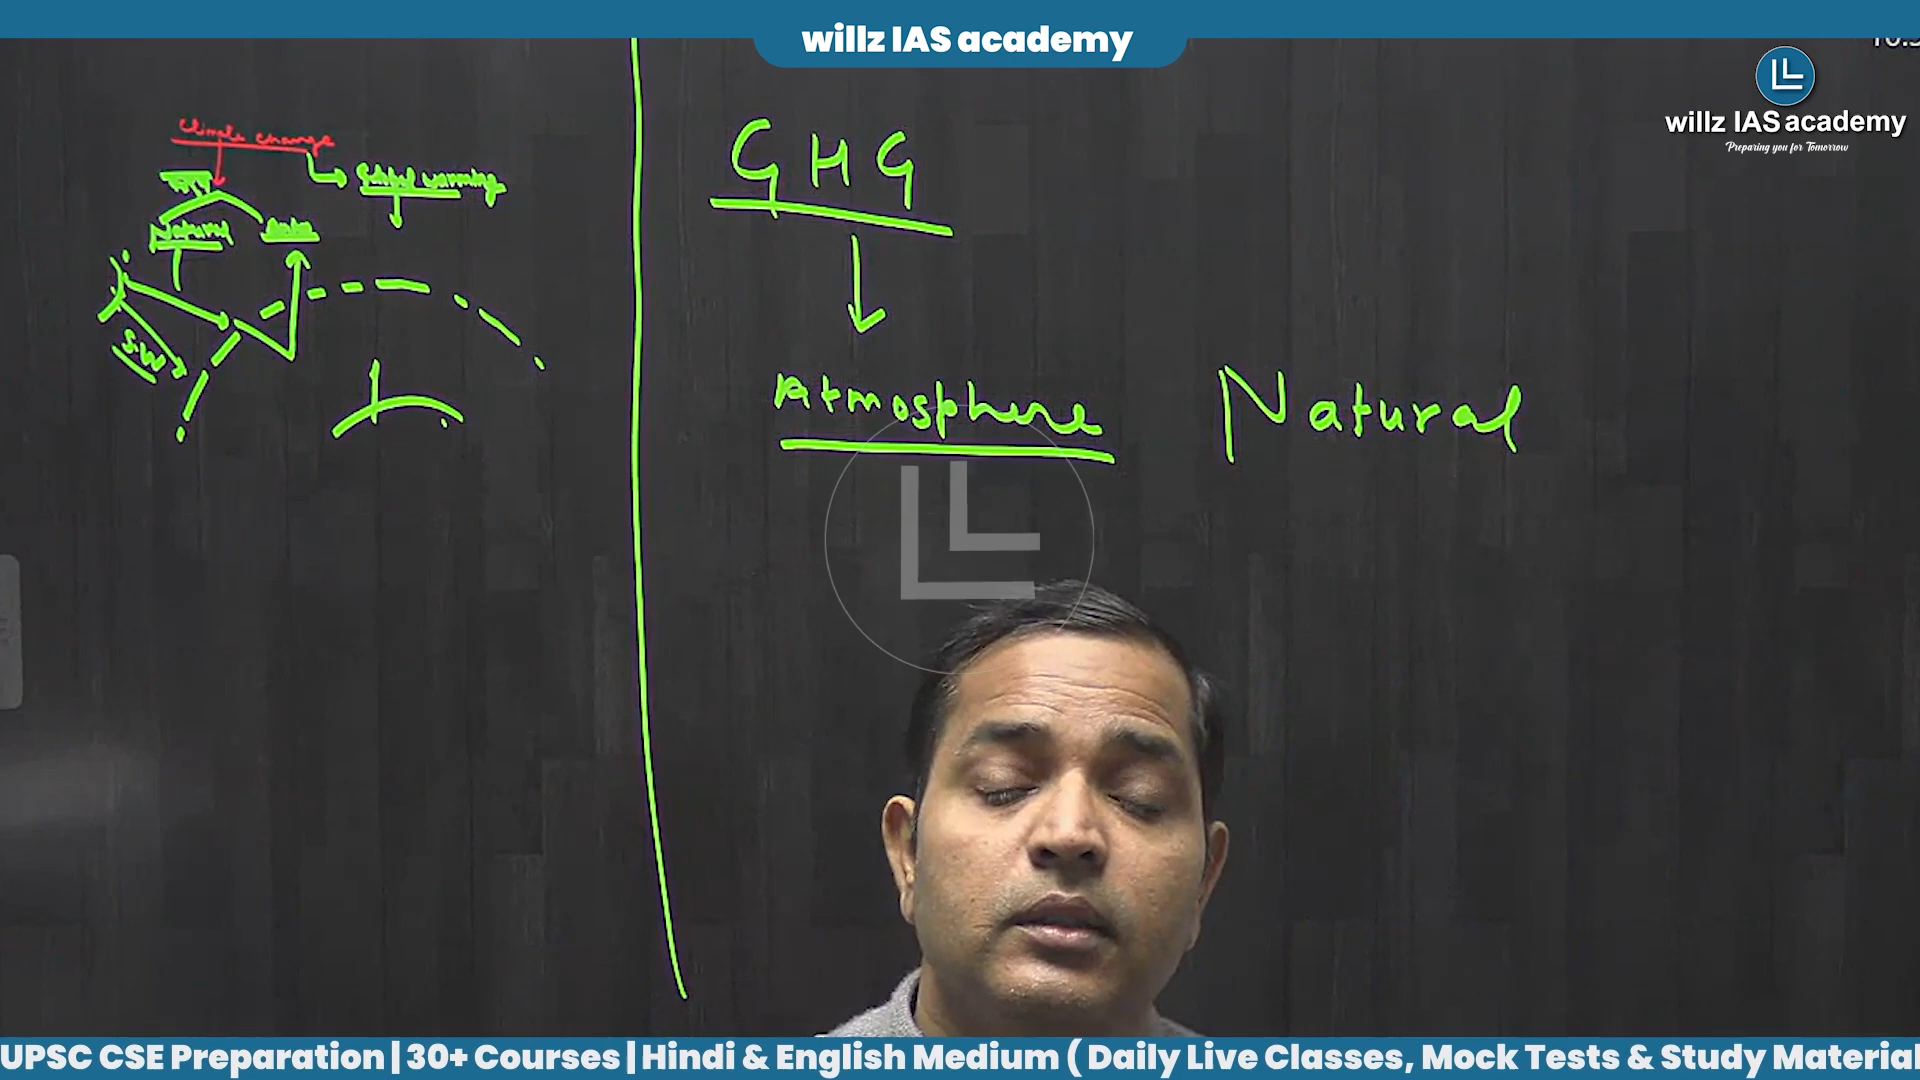 willz IAS academy
willz IAS academy
Preparing you for Tomorrow
Climate change
Global warming
Natural
S.W
G H G
Atmosphere
Natural
UPSC CSE Preparation | 30+ Courses | Hindi & English Medium ( Daily Live Classes, Mock Tests & Study Material